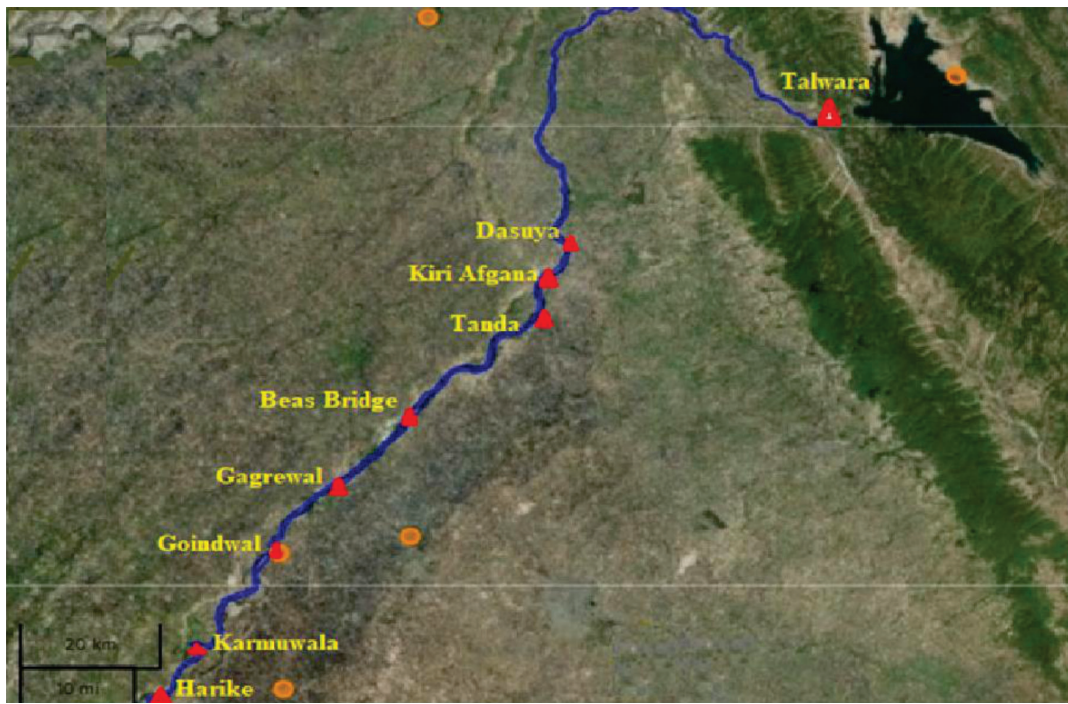 Talwara
Dasuya
Kiri Afgana
Tanda
Beas Bridge
Gagrewal
Goindwal
Karmuwala
20 km
10 mi
Harike